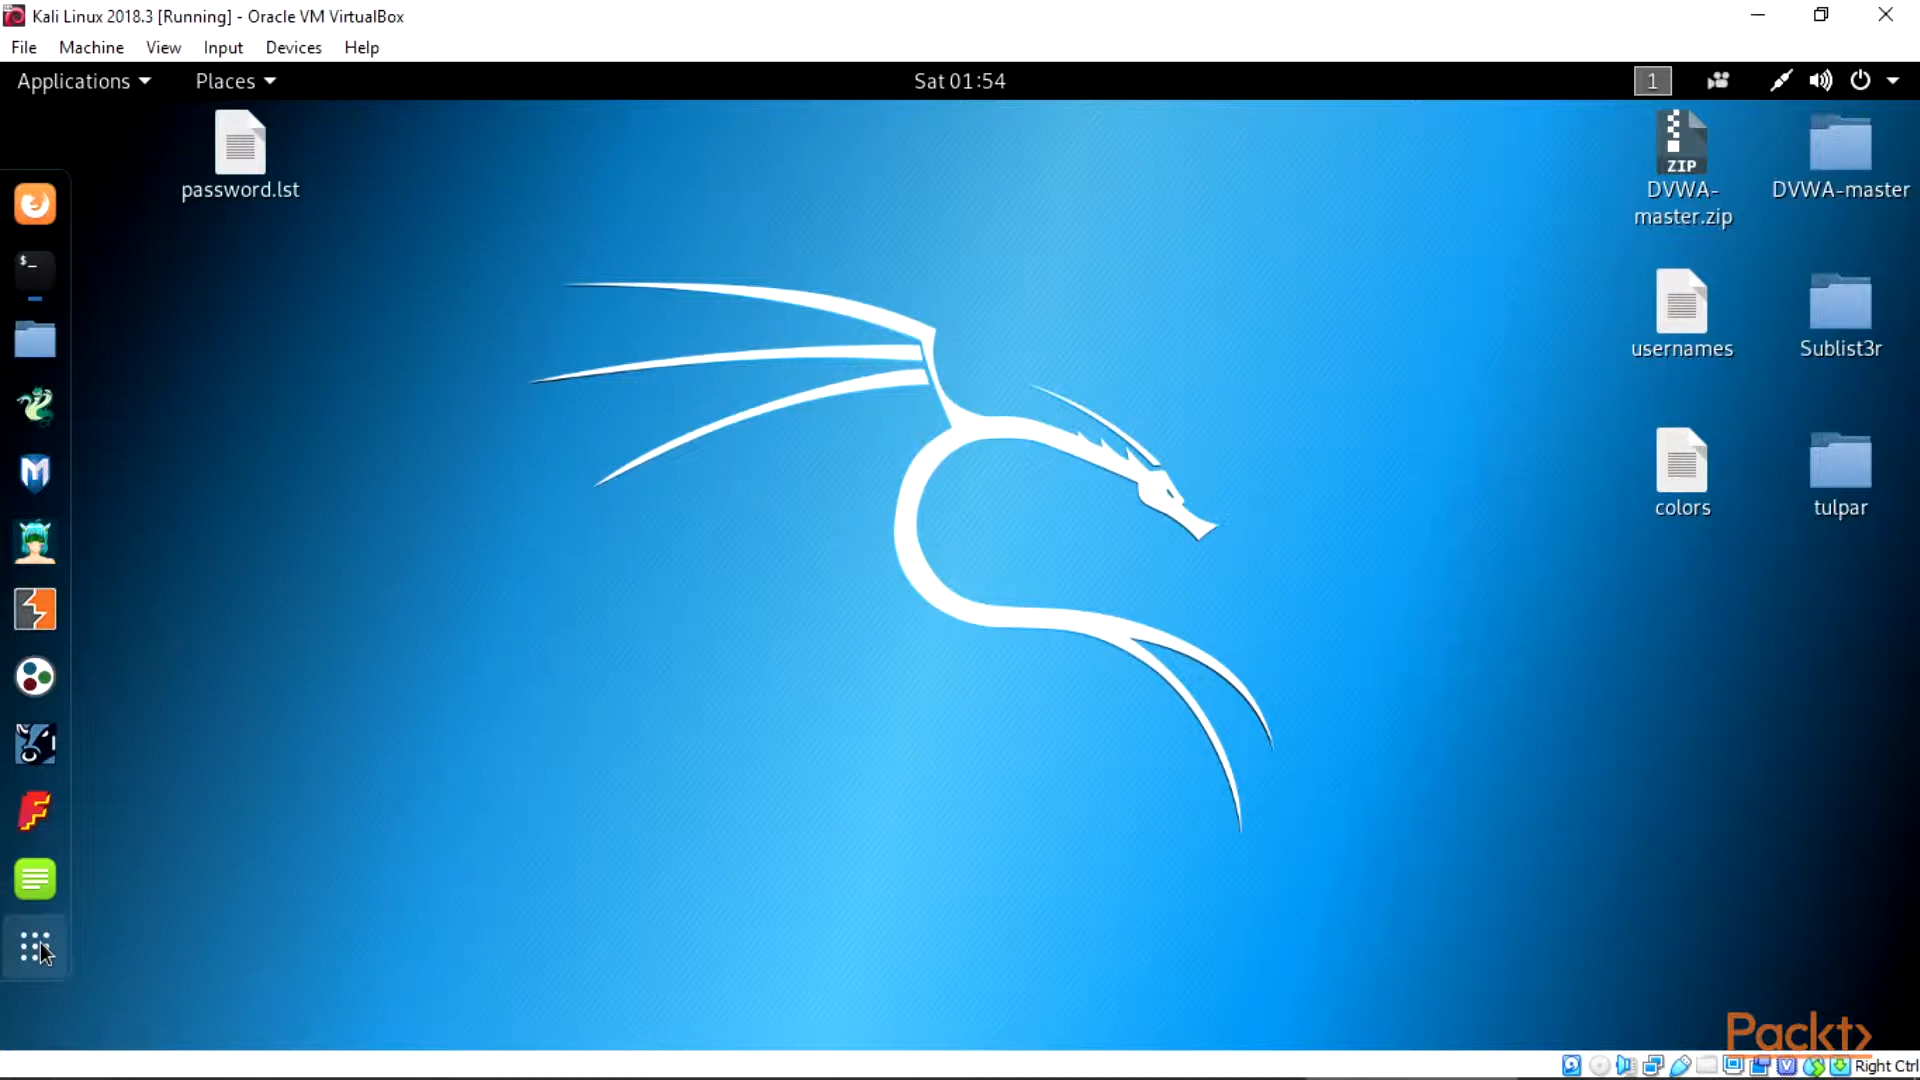 Kali Linux 2018.3 [Running] - Oracle VM VirtualBox
File Machine View Input Devices Help
Applications Places Sat 01:54 1
password.lst
ZIP
DVWA-master.zip
DVWA-master
$_
usernames
Sublist3r
colors
tulpar
Packt>
V
Right Ctrl